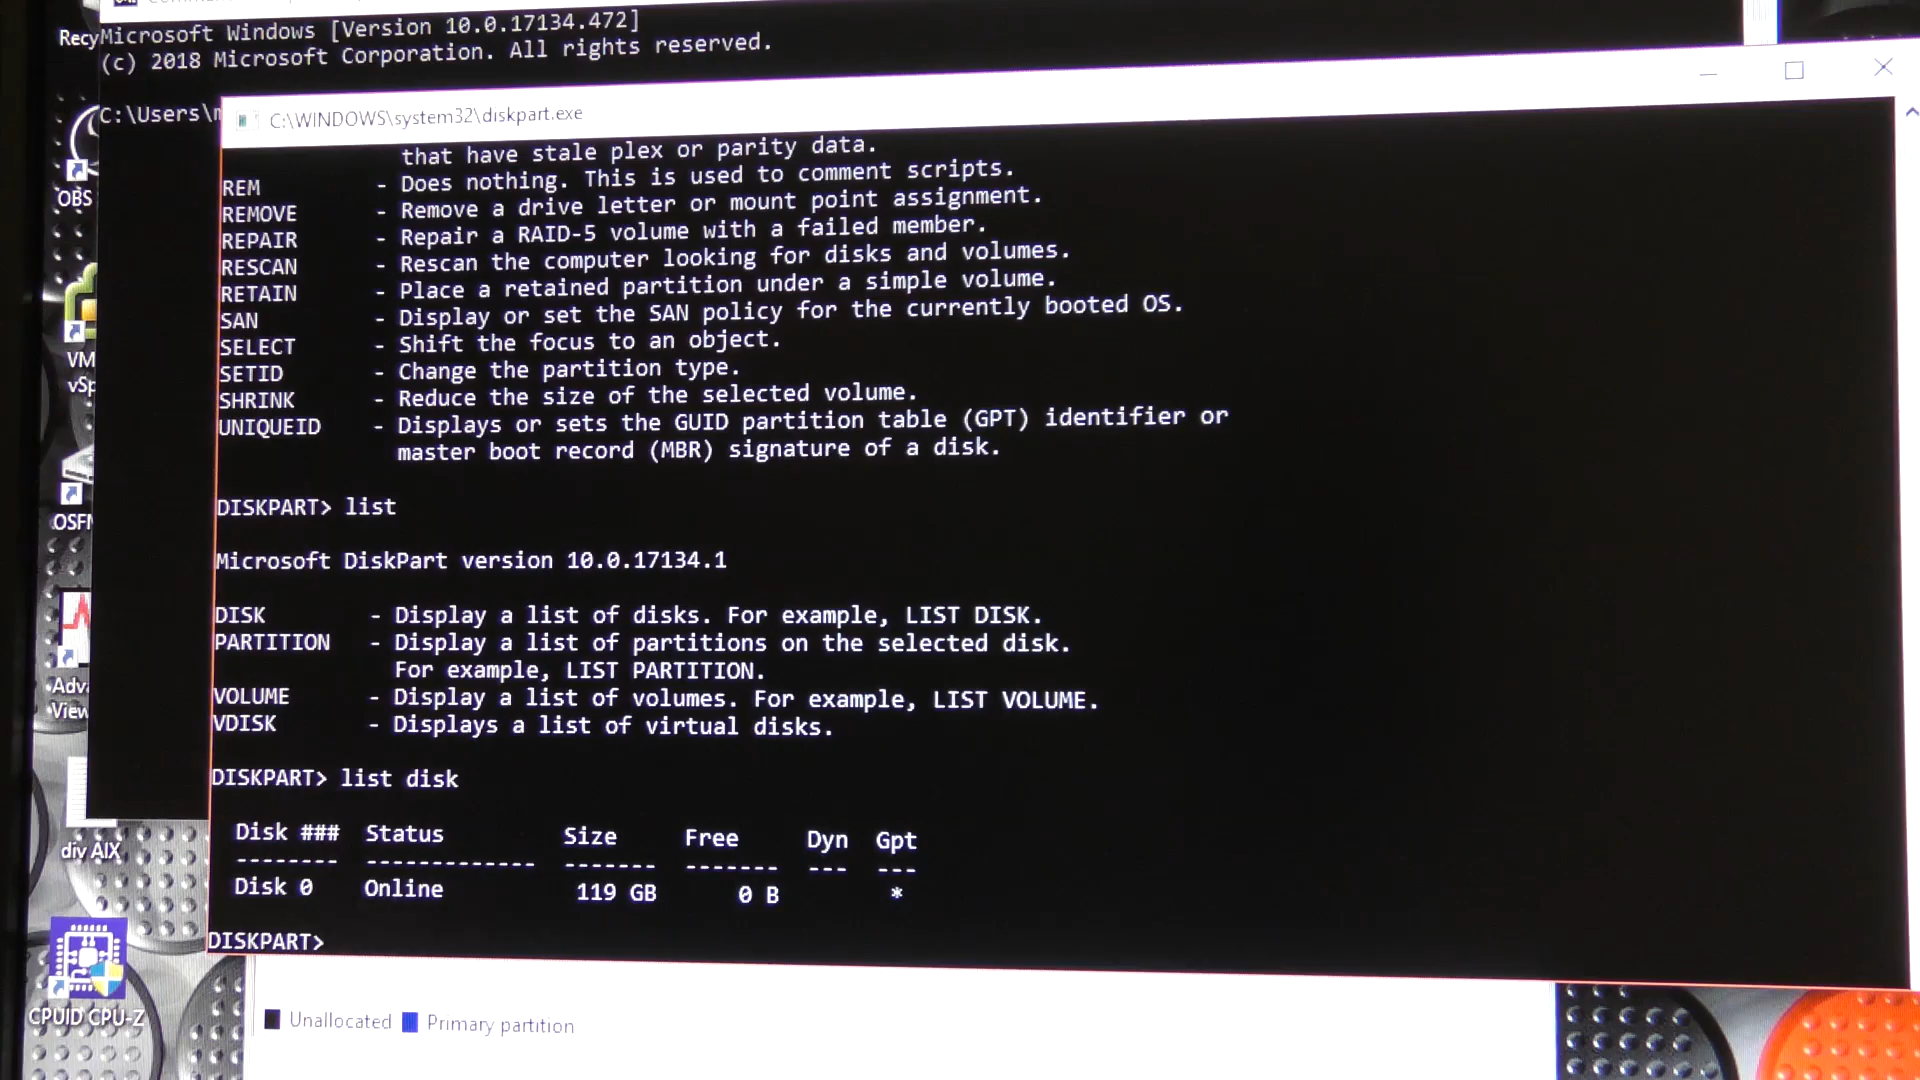 Microsoft Windows [Version 10.0.17134.472]
(c) 2018 Microsoft Corporation. All rights reserved.
C:\Users\
C:\WINDOWS\system32\diskpart.exe
that have stale plex or parity data.
REM - Does nothing. This is used to comment scripts.
REMOVE - Remove a drive letter or mount point assignment.
REPAIR - Repair a RAID-5 volume with a failed member.
RESCAN - Rescan the computer looking for disks and volumes.
RETAIN - Place a retained partition under a simple volume.
SAN - Display or set the SAN policy for the currently booted OS.
SELECT - Shift the focus to an object.
SETID - Change the partition type.
SHRINK - Reduce the size of the selected volume.
UNIQUEID - Displays or sets the GUID partition table (GPT) identifier or
master boot record (MBR) signature of a disk.
DISKPART> list
Microsoft DiskPart version 10.0.17134.1
DISK - Display a list of disks. For example, LIST DISK.
PARTITION - Display a list of partitions on the selected disk.
For example, LIST PARTITION.
VOLUME - Display a list of volumes. For example, LIST VOLUME.
VDISK - Displays a list of virtual disks.
DISKPART> list disk
Disk ### Status Size Free Dyn Gpt
-------- ------------- ------- ------- --- ---
Disk 0 Online 119 GB 0 B *
DISKPART>
Recy
OBS
VM
vSp
OSFM
Adva
View
div AIX
CPUID CPU-Z
Unallocated Primary partition